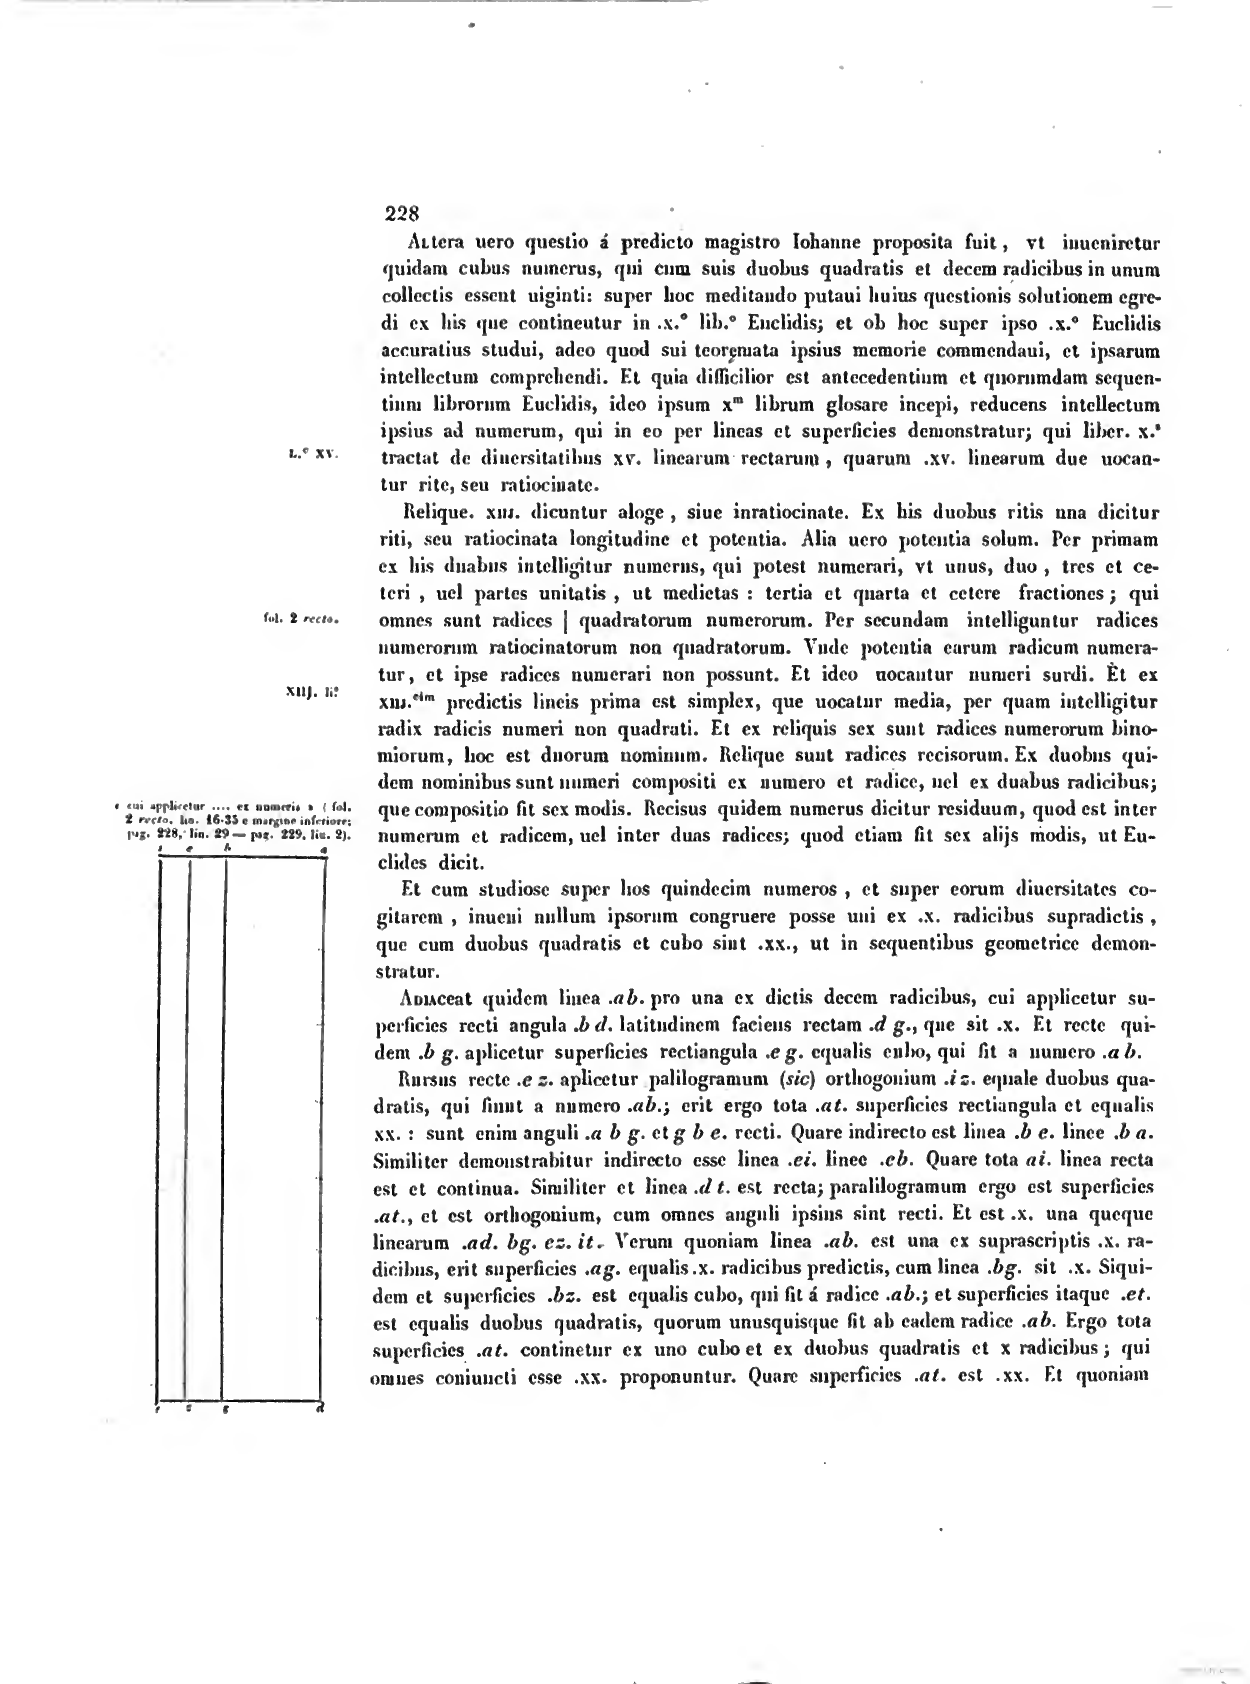 228
ALtera uero questio á predicto magistro Iohanne proposita fuit, vt inueniretur
quidam cubus numerus, qui cum suis duobus quadratis et decem radicibus in unum
collectis essent uiginti: super hoc meditando putaui huius questionis solutionem egre-
di ex his que continentur in .x.° lib.° Euclidis; et ob hoc super ipso .x.° Euclidis
accuratius studui, adeo quod sui teoremata ipsius memorie commendaui, et ipsarum
intellectum comprehendi. Et quia difficilior est antecedentium et quorumdam sequen-
tium librorum Euclidis, ideo ipsum xᵐ librum glosare incepi, reducens intellectum
ipsius ad numerum, qui in eo per lineas et superficies demonstratur; qui liber. x.ˢ
L.ᵉ XV.
tractat de diuersitatibus xv. linearum rectarum, quarum .xv. linearum due uocan-
tur rite, seu ratiocinate.
Relique. xiij. dicuntur aloge, siue inratiocinate. Ex his duobus ritis una dicitur
riti, seu ratiocinata longitudine et potentia. Alia uero potentia solum. Per primam
ex his duabus intelligitur numerus, qui potest numerari, vt unus, duo, tres et ce-
teri, uel partes unitatis, ut medietas: tertia et quarta et cetere fractiones; qui
fol. 2 recto.
omnes sunt radices | quadratorum numerorum. Per secundam intelliguntur radices
numerorum ratiocinatorum non quadratorum. Vnde potentia earum radicum numera-
tur, et ipse radices numerari non possunt. Et ideo uocantur numeri surdi. Èt ex
XIIJ. li?
xiij.ᶜⁱᵐ predictis lineis prima est simplex, que uocatur media, per quam intelligitur
radix radicis numeri non quadrati. Et ex reliquis sex sunt radices numerorum bino-
miorum, hoc est duorum nominum. Relique sunt radices recisorum. Ex duobus qui-
dem nominibus sunt numeri compositi ex numero et radice, uel ex duabus radicibus;
que compositio fit sex modis. Recisus quidem numerus dicitur residuum, quod est inter
numerum et radicem, uel inter duas radices; quod etiam fit sex alijs modis, ut Eu-
clides dicit.
Et cum studiose super hos quindecim numeros, et super eorum diuersitates co-
gitarem, inueni nullum ipsorum congruere posse uni ex .x. radicibus supradictis,
que cum duobus quadratis et cubo sint .xx., ut in sequentibus geometrice demon-
stratur.
« cui applicetur .... ex numeris » ( fol.
2 recto, lin. 16-35 e margine inferiore;
pag. 228, lin. 29 — pag. 229, lin. 2).
i e b a
t z g d
ADIACeat quidem linea .ab. pro una ex dictis decem radicibus, cui applicetur su-
perficies recti angula .b d. latitudinem faciens rectam .d g., que sit .x. Et recte qui-
dem .b g. aplicetur superficies rectiangula .e g. equalis cubo, qui fit a numero .a b.
Rursus recte .e z. aplicetur palilogramum (sic) orthogonium .i z. equale duobus qua-
dratis, qui fiunt a numero .ab.; erit ergo tota .at. superficies rectiangula et equalis
xx. : sunt enim anguli .a b g. et g b e. recti. Quare indirecto est linea .b e. linee .b a.
Similiter demonstrabitur indirecto esse linea .ei. linee .eb. Quare tota ai. linea recta
est et continua. Similiter et linea .d t. est recta; paralilogramum ergo est superficies
.at., et est orthogonium, cum omnes anguli ipsius sint recti. Et est .x. una queque
linearum .ad. bg. ez. it. Verum quoniam linea .ab. est una ex suprascriptis .x. ra-
dicibus, erit superficies .ag. equalis .x. radicibus predictis, cum linea .bg. sit .x. Siqui-
dem et superficies .bz. est equalis cubo, qui fit á radice .ab.; et superficies itaque .et.
est equalis duobus quadratis, quorum unusquisque fit ab eadem radice .ab. Ergo tota
superficies .at. continetur ex uno cubo et ex duobus quadratis et x radicibus; qui
omnes coniuncti esse .xx. proponuntur. Quare superficies .at. est .xx. Et quoniam